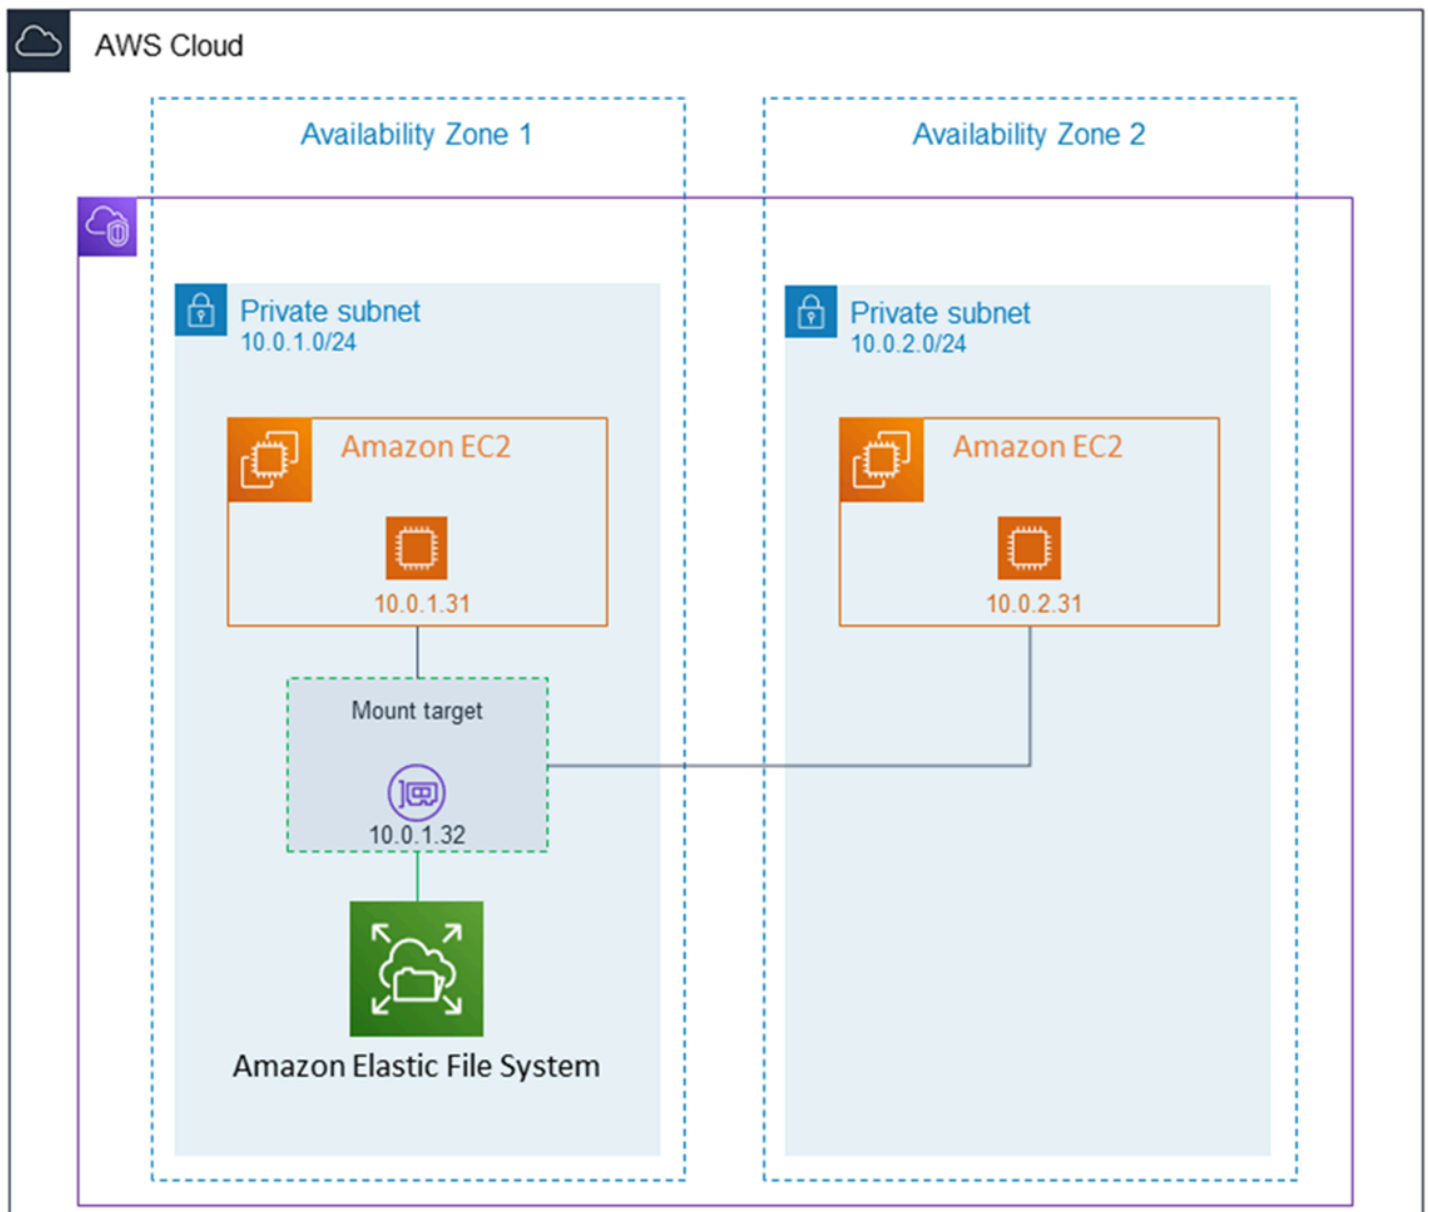 AWS Cloud
Availability Zone 1
Availability Zone 2
Private subnet
10.0.1.0/24
Private subnet
10.0.2.0/24
Amazon EC2
10.0.1.31
Amazon EC2
10.0.2.31
Mount target
10.0.1.32
Amazon Elastic File System